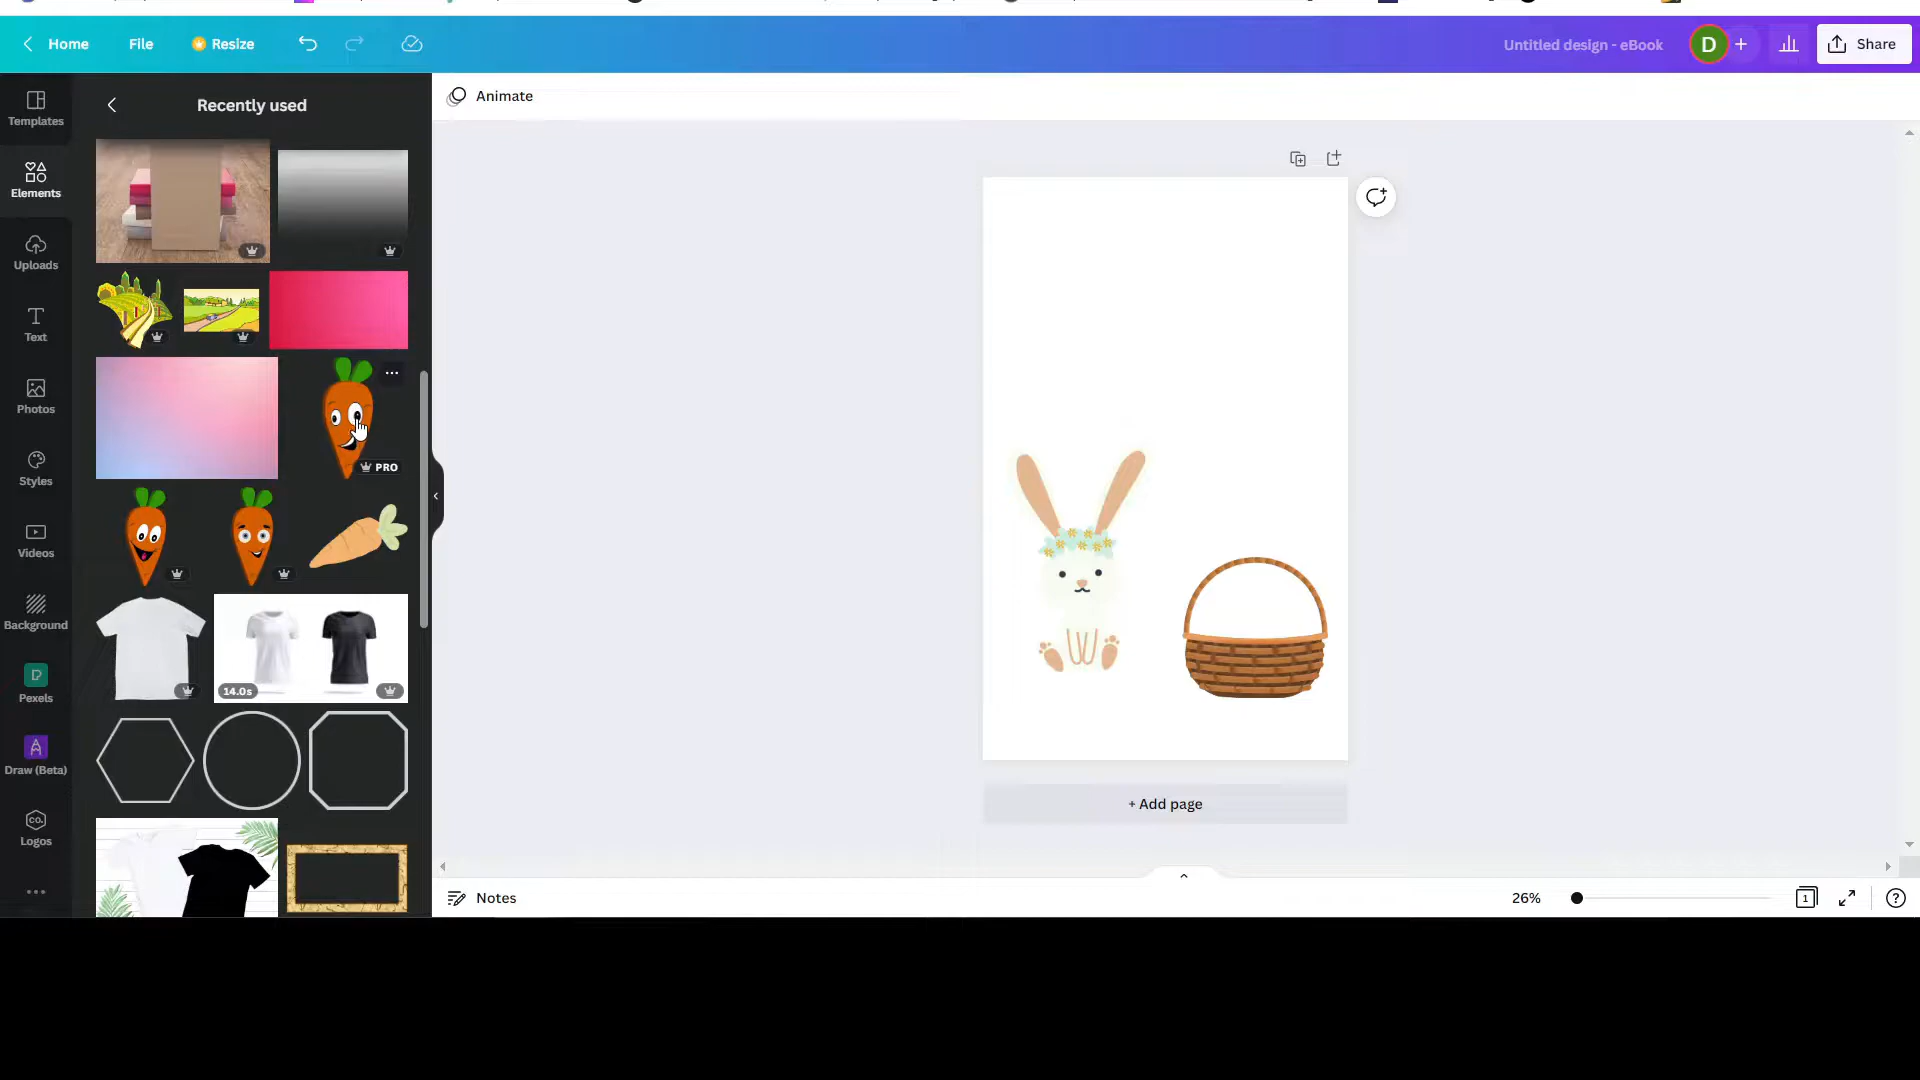 Home
File
Resize
Untitled design - eBook
D
+
Share
Templates
Elements
Uploads
Text
Photos
Styles
Videos
Background
Pexels
Draw (Beta)
CO.
Logos
Recently used
PRO
14.0s
Animate
+ Add page
Notes
26%
1
?